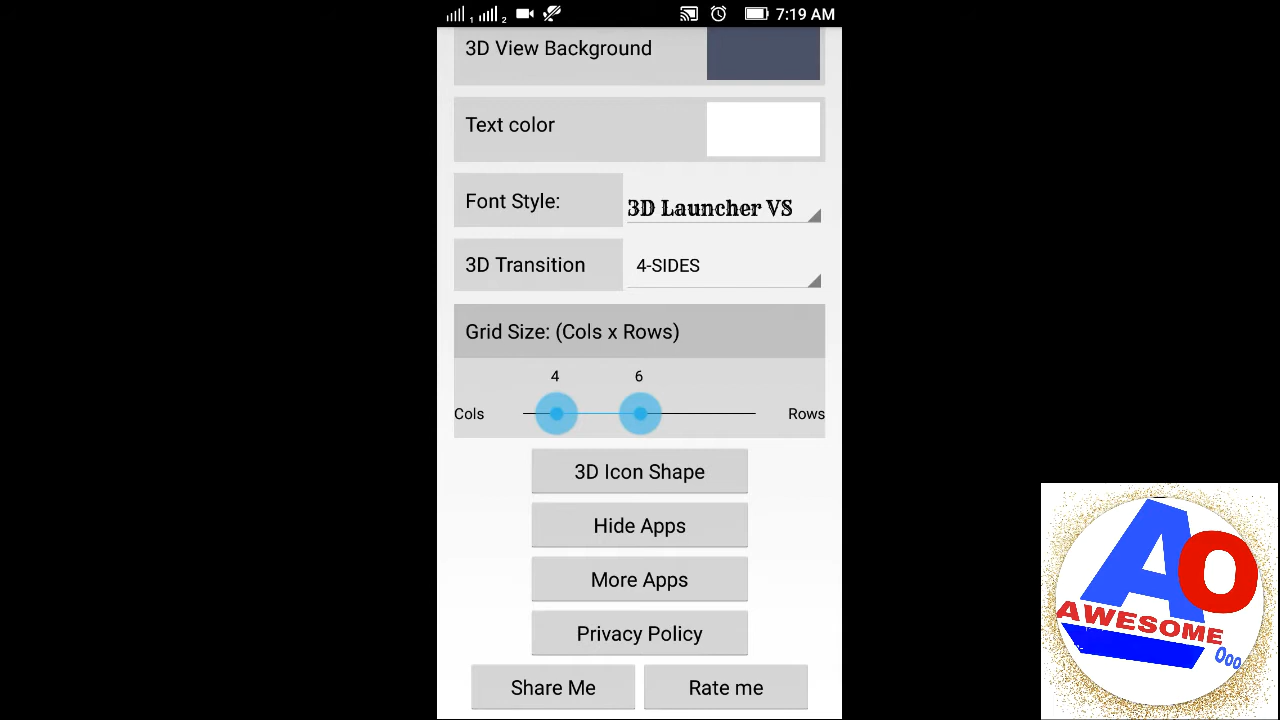 1 2 7:19 AM
3D View Background
Text color
Font Style: 3D Launcher VS
3D Transition 4-SIDES
Grid Size: (Cols x Rows)
4 6
Cols Rows
3D Icon Shape
Hide Apps
More Apps
Privacy Policy
Share Me Rate me
AO
AWESOME
Ooo